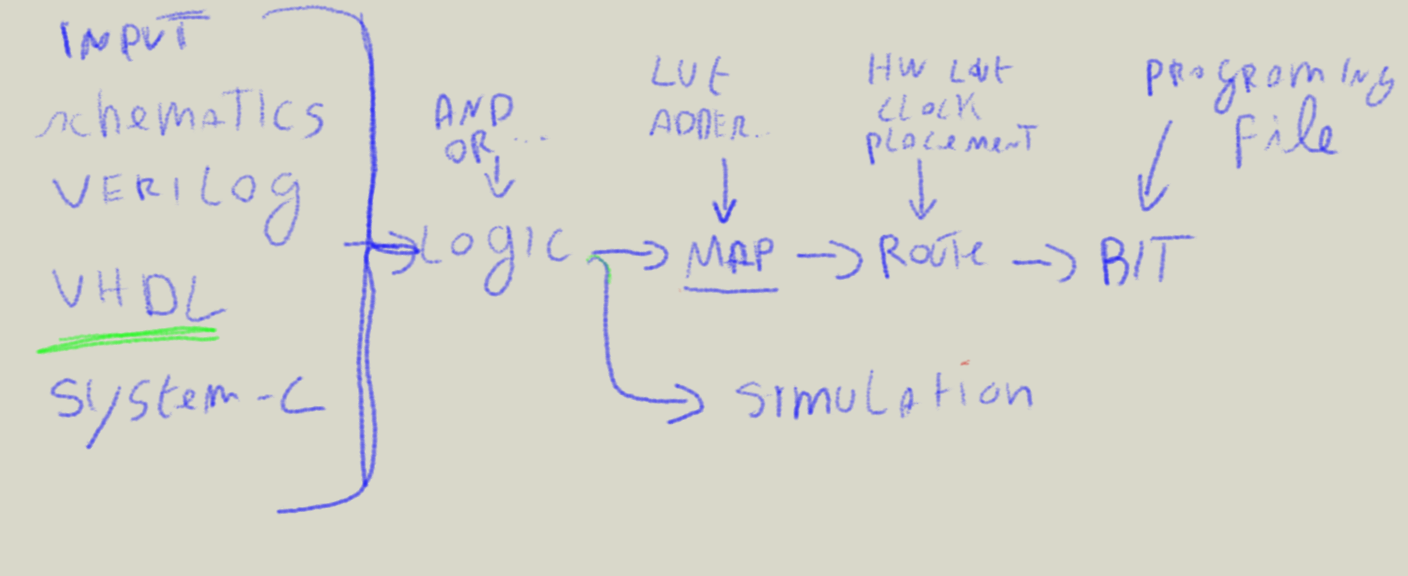 INPUT
schematics
VERILOg
VHDL
System-C
AND
OR...
LOgIC
LUt
ADDER..
MAP
HW
CLOCK
placement
Route
PROgRAmINg
File
BIT
Simulation